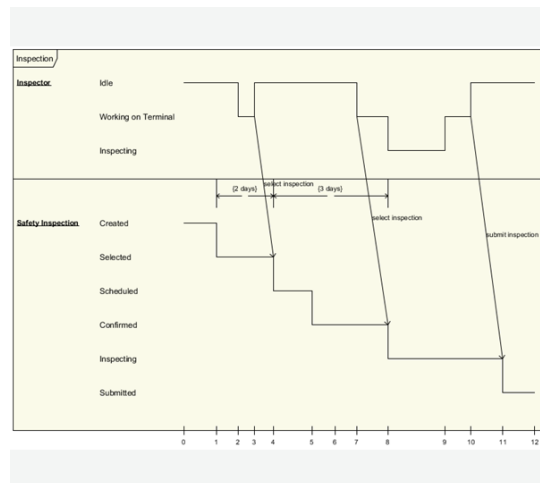 Inspection
Inspector
Idle
Working on Terminal
Inspecting
select inspection
{2 days}
{3 days}
select inspection
submit inspection
Safety Inspection
Created
Selected
Scheduled
Confirmed
Inspecting
Submitted
0 1 2 3 4 5 6 7 8 9 10 11 12